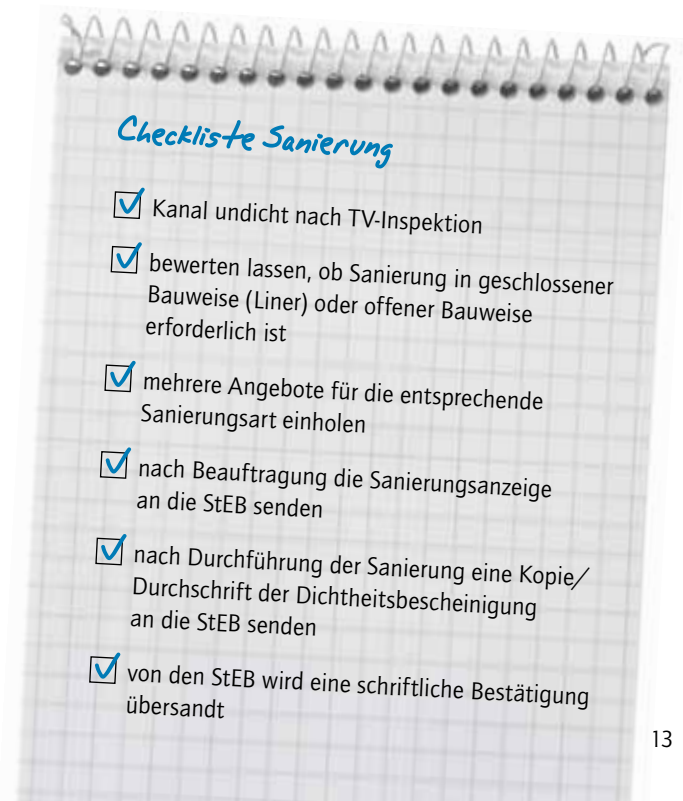 Checkliste Sanierung
Kanal undicht nach TV-Inspektion
bewerten lassen, ob Sanierung in geschlossener
Bauweise (Liner) oder offener Bauweise
erforderlich ist
mehrere Angebote für die entsprechende
Sanierungsart einholen
nach Beauftragung die Sanierungsanzeige
an die StEB senden
nach Durchführung der Sanierung eine Kopie/
Durchschrift der Dichtheitsbescheinigung
an die StEB senden
von den StEB wird eine schriftliche Bestätigung
übersandt
13